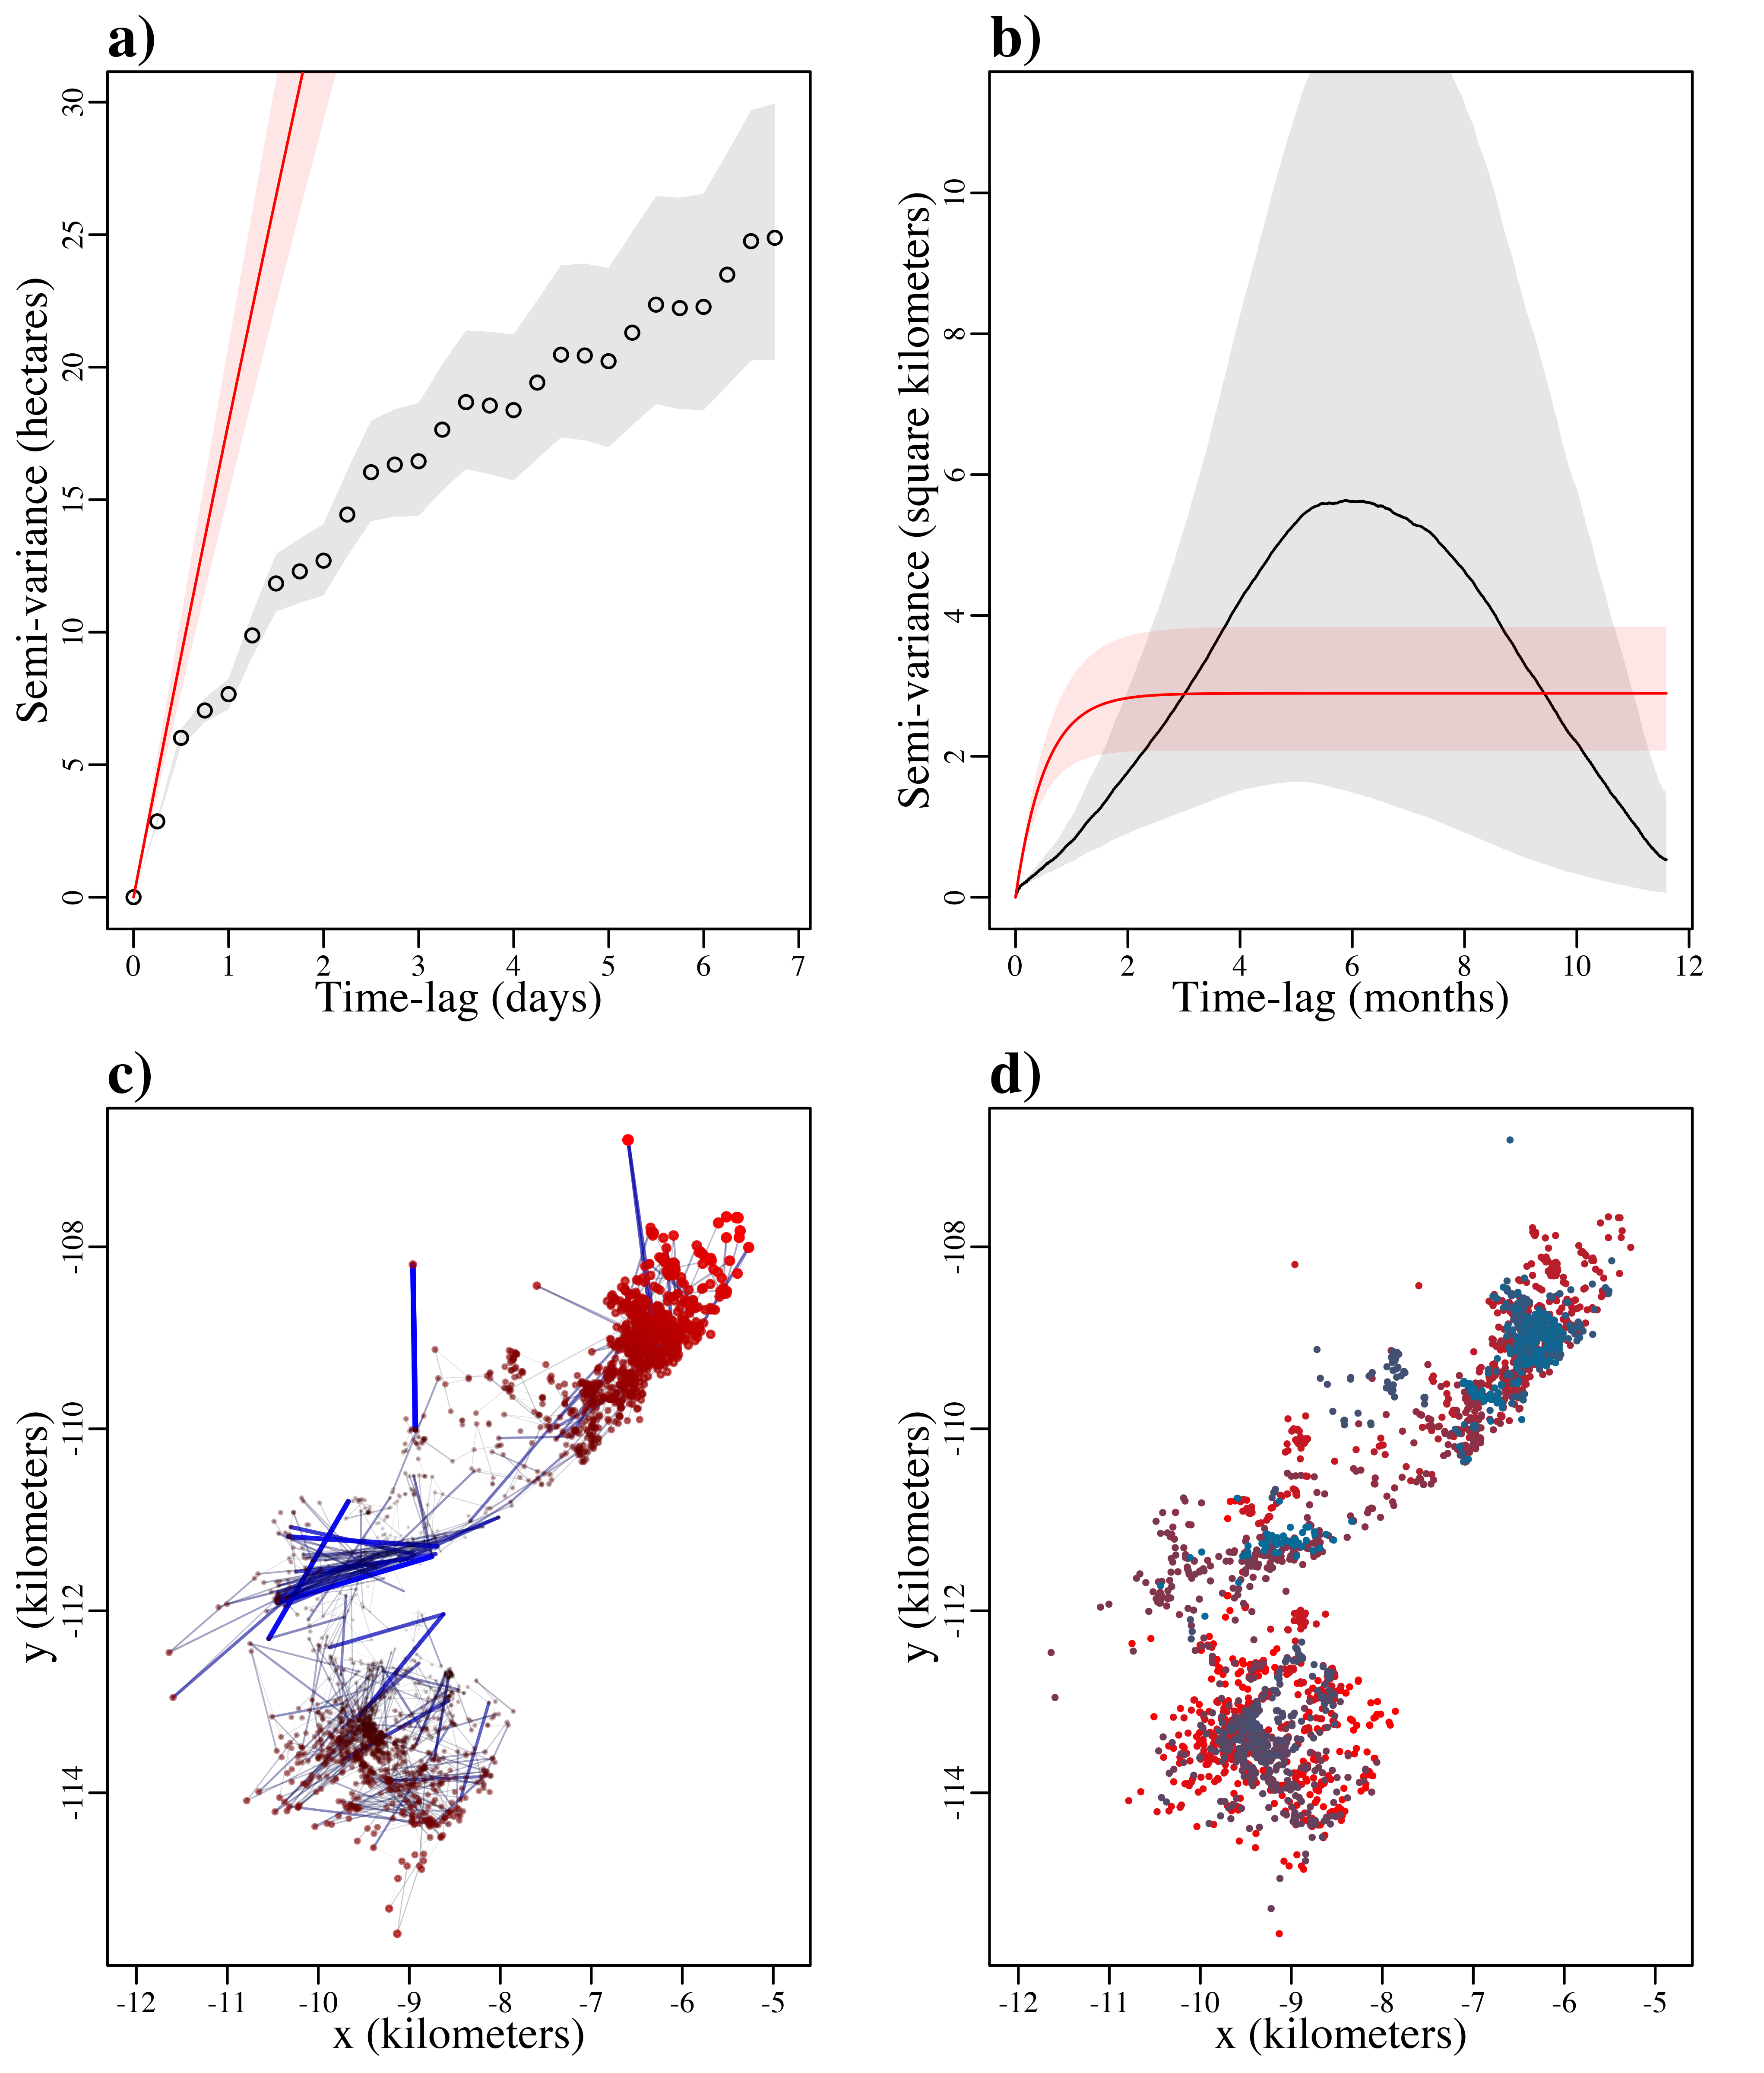 a)
Semi-variance (hectares)
30
25
20
15
10
5
0
0 1 2 3 4 5 6 7
Time-lag (days)
b)
Semi-variance (square kilometers)
10
8
6
4
2
0
0 2 4 6 8 10 12
Time-lag (months)
c)
y (kilometers)
-108
-110
-112
-114
-12 -11 -10 -9 -8 -7 -6 -5
x (kilometers)
d)
y (kilometers)
-108
-110
-112
-114
-12 -11 -10 -9 -8 -7 -6 -5
x (kilometers)